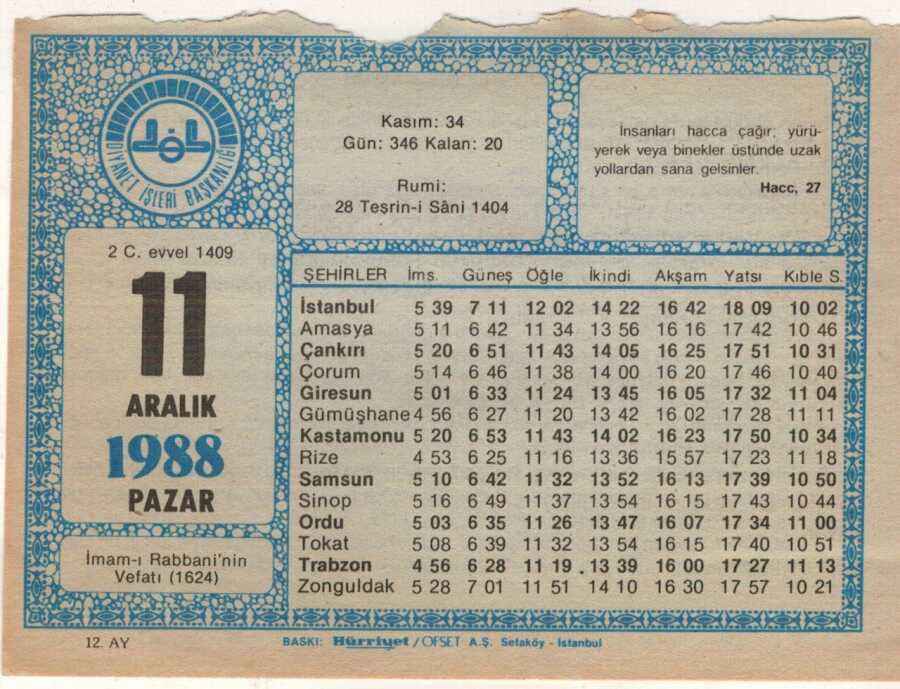 DİYANET İŞLERİ BAŞKANLIĞI
Kasım: 34
Gün: 346 Kalan: 20
Rumi:
28 Teşrin-i Sâni 1404
İnsanları hacca çağır; yürü-
yerek veya binekler üstünde uzak
yollardan sana gelsinler.
Hacc, 27
2 C. evvel 1409
11
ARALIK
1988
PAZAR
İmam-ı Rabbani'nin
Vefatı (1624)
ŞEHİRLER İms. Güneş Öğle İkindi Akşam Yatsı Kıble S.
İstanbul 5 39 7 11 12 02 14 22 16 42 18 09 10 02
Amasya 5 11 6 42 11 34 13 56 16 16 17 42 10 46
Çankırı 5 20 6 51 11 43 14 05 16 25 17 51 10 31
Çorum 5 14 6 46 11 38 14 00 16 20 17 46 10 40
Giresun 5 01 6 33 11 24 13 45 16 05 17 32 11 04
Gümüşhane 4 56 6 27 11 20 13 42 16 02 17 28 11 11
Kastamonu 5 20 6 53 11 43 14 02 16 23 17 50 10 34
Rize 4 53 6 25 11 16 13 36 15 57 17 23 11 18
Samsun 5 10 6 42 11 32 13 52 16 13 17 39 10 50
Sinop 5 16 6 49 11 37 13 54 16 15 17 43 10 44
Ordu 5 03 6 35 11 26 13 47 16 07 17 34 11 00
Tokat 5 08 6 39 11 32 13 54 16 15 17 40 10 51
Trabzon 4 56 6 28 11 19 13 39 16 00 17 27 11 13
Zonguldak 5 28 7 01 11 51 14 10 16 30 17 57 10 21
12. AY
BASKI: Hürriyet / OFSET A.Ş. Sefaköy - İstanbul